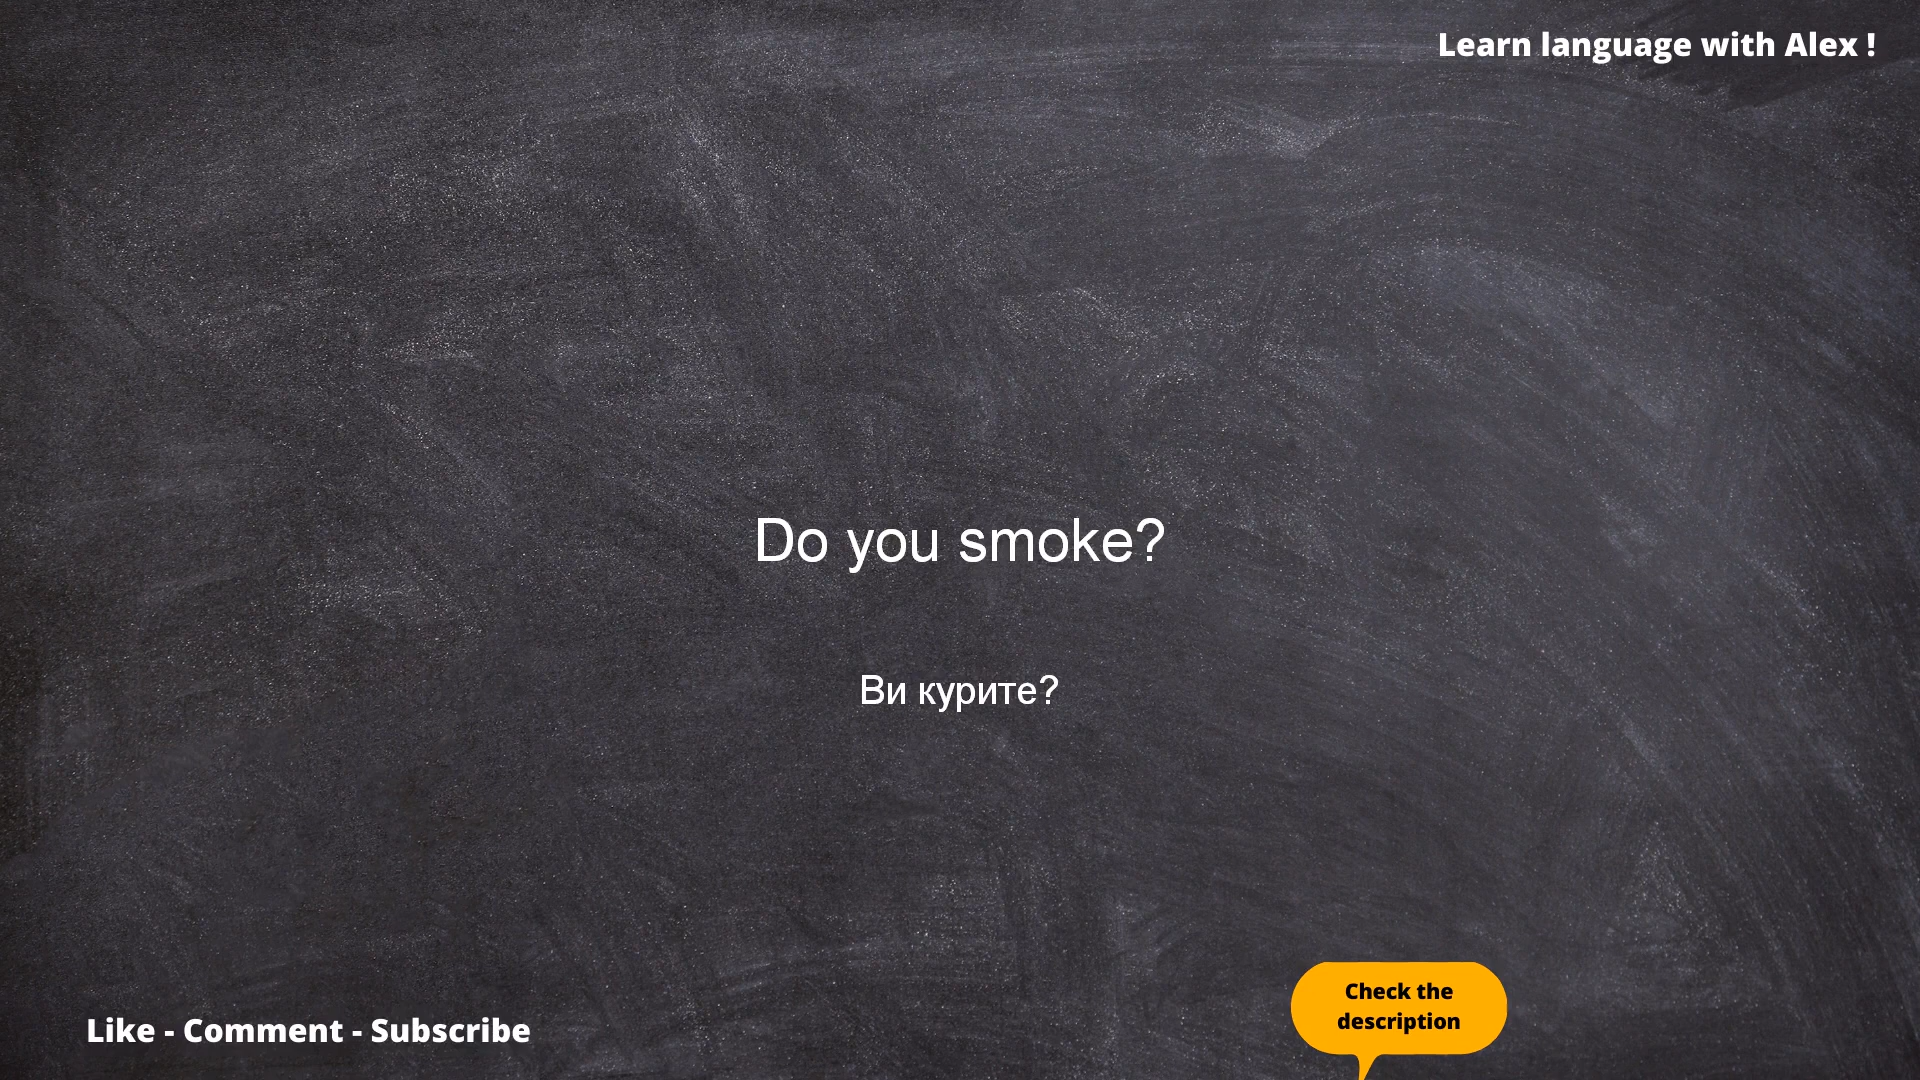 Learn language with Alex !
Do you smoke?
Ви курите?
Check the
description
Like - Comment - Subscribe